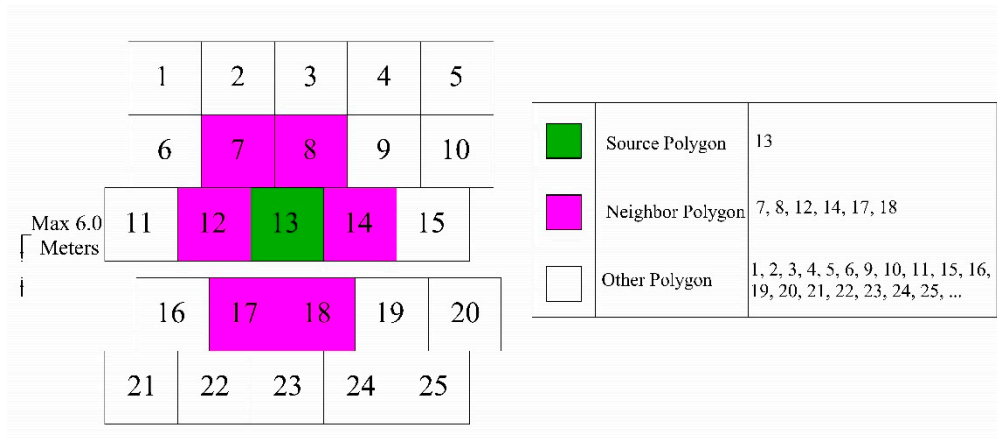 1 2 3 4 5
6 7 8 9 10
Max 6.0
Meters
11 12 13 14 15
16 17 18 19 20
21 22 23 24 25
Source Polygon 13
Neighbor Polygon 7, 8, 12, 14, 17, 18
Other Polygon
1, 2, 3, 4, 5, 6, 9, 10, 11, 15, 16,
19, 20, 21, 22, 23, 24, 25, ...